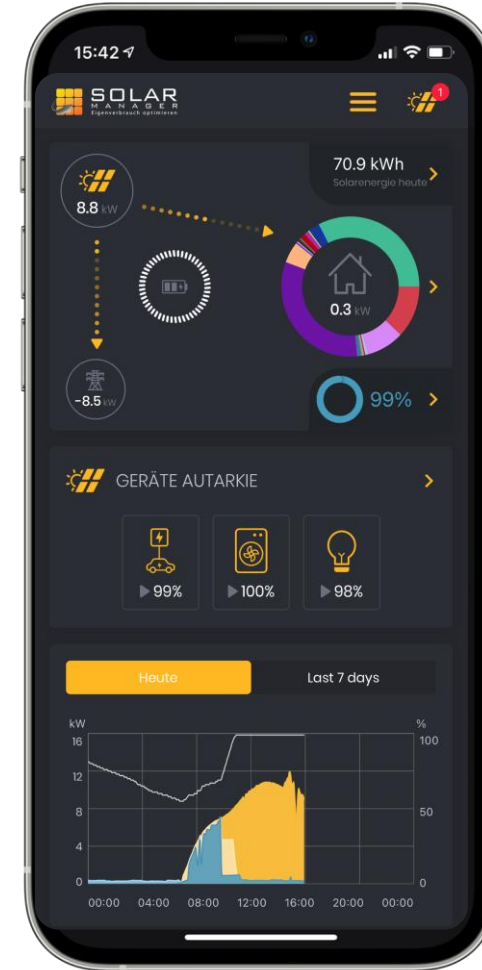 15:42
SOLAR
MANAGER
Eigenverbrauch optimieren
1
70.9 kWh
Solarenergie heute
8.8 kW
0.3 kW
-8.5 kW
99%
GERÄTE AUTARKIE
99%
100%
98%
Heute
Last 7 days
kW
%
16
100
12
8
50
4
0
0
00:00 04:00 08:00 12:00 16:00 20:00 00:00